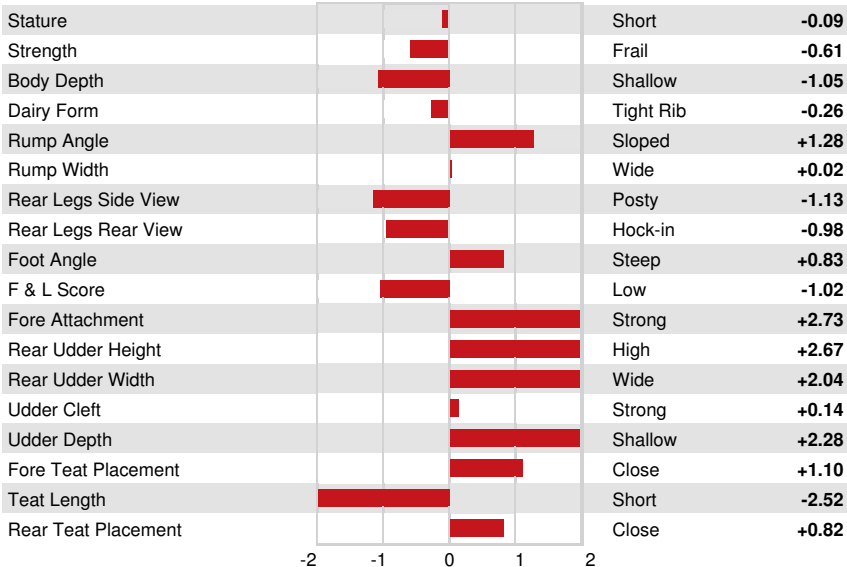 Stature Short -0.09
Strength Frail -0.61
Body Depth Shallow -1.05
Dairy Form Tight Rib -0.26
Rump Angle Sloped +1.28
Rump Width Wide +0.02
Rear Legs Side View Posty -1.13
Rear Legs Rear View Hock-in -0.98
Foot Angle Steep +0.83
F & L Score Low -1.02
Fore Attachment Strong +2.73
Rear Udder Height High +2.67
Rear Udder Width Wide +2.04
Udder Cleft Strong +0.14
Udder Depth Shallow +2.28
Fore Teat Placement Close +1.10
Teat Length Short -2.52
Rear Teat Placement Close +0.82
-2 -1 0 1 2